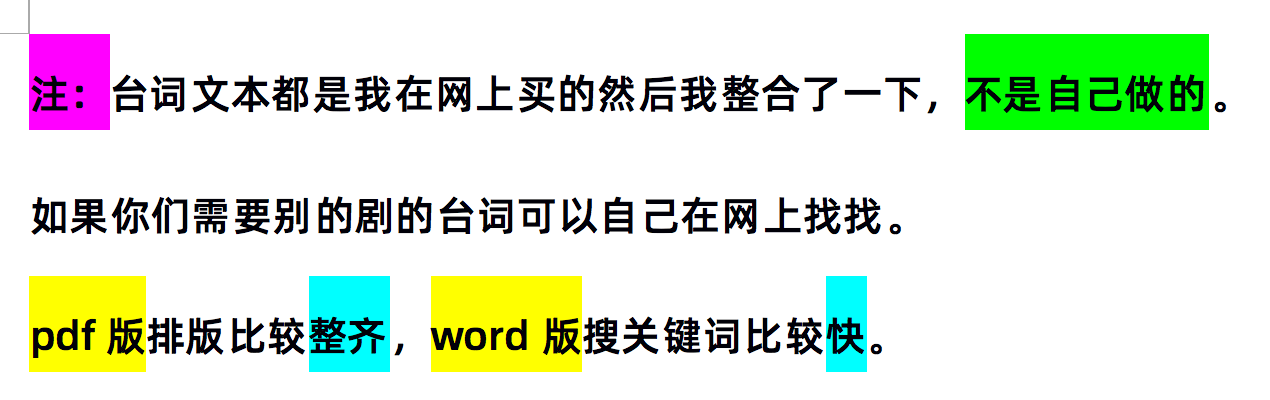 注：台词文本都是我在网上买的然后我整合了一下，不是自己做的。
如果你们需要别的剧的台词可以自己在网上找找。
pdf 版排版比较整齐，word 版搜关键词比较快。